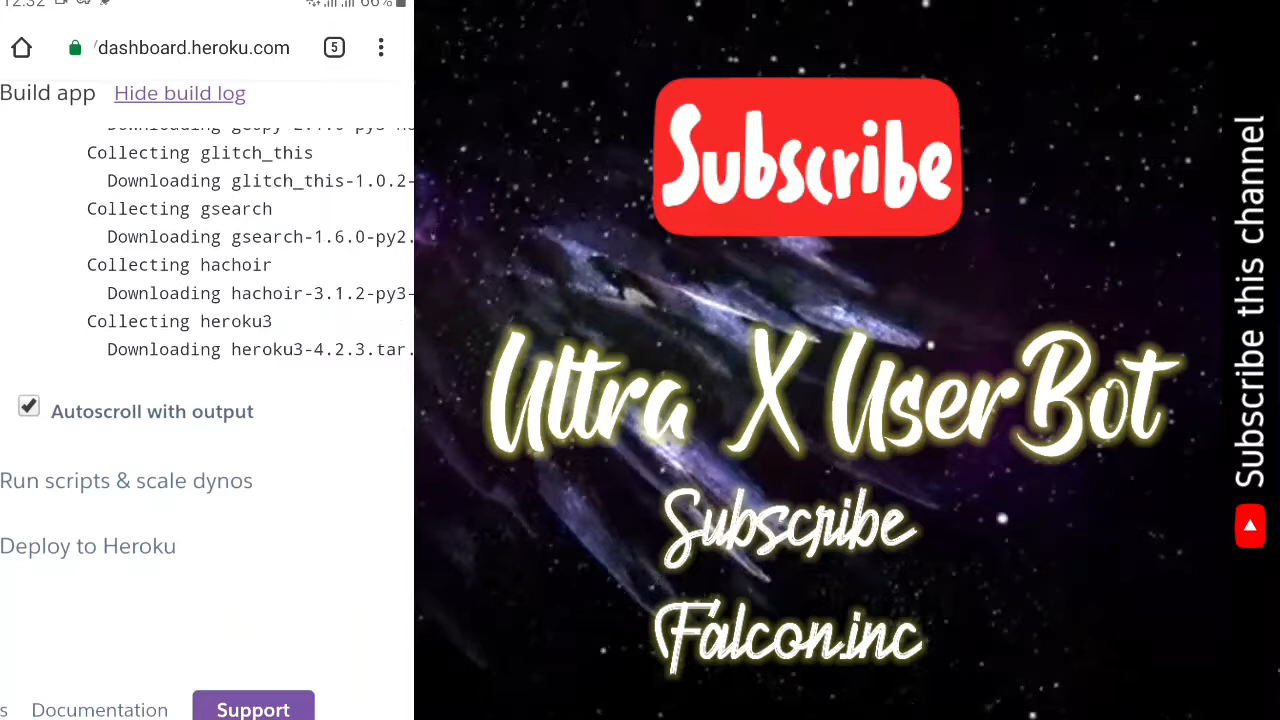 12:32
66%
/dashboard.heroku.com
5
Build app Hide build log
Collecting glitch_this
Downloading glitch_this-1.0.2-
Collecting gsearch
Downloading gsearch-1.6.0-py2.
Collecting hachoir
Downloading hachoir-3.1.2-py3-
Collecting heroku3
Downloading heroku3-4.2.3.tar.
Autoscroll with output
Run scripts & scale dynos
Deploy to Heroku
s Documentation Support
Subscribe
Ultra X UserBot
Subscribe
Falcon.inc
Subscribe this channel